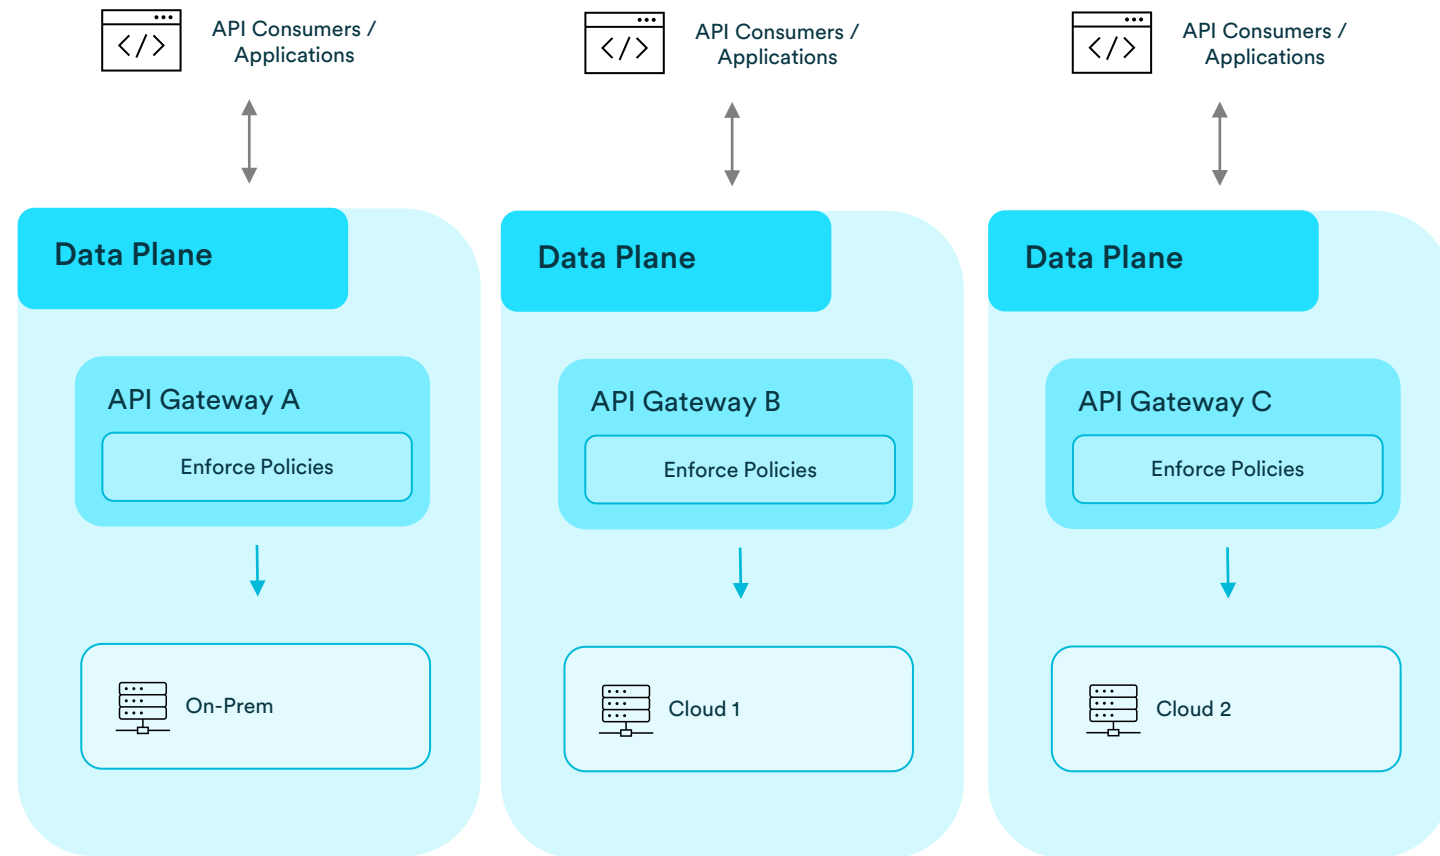 API Consumers /
Applications
API Consumers /
Applications
API Consumers /
Applications
Data Plane
Data Plane
Data Plane
API Gateway A
Enforce Policies
API Gateway B
Enforce Policies
API Gateway C
Enforce Policies
On-Prem
Cloud 1
Cloud 2